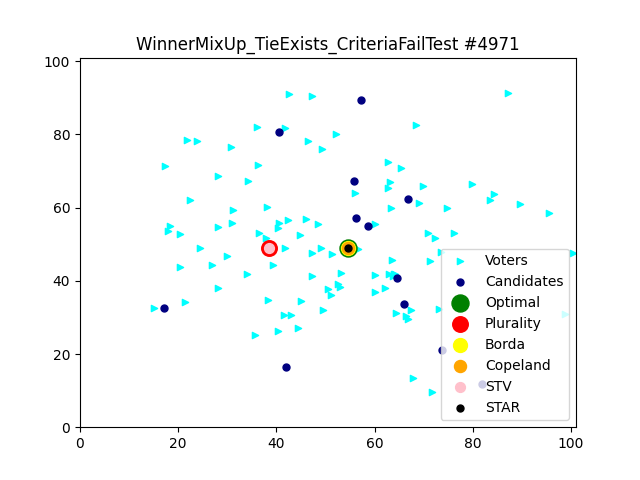 WinnerMixUp_TieExists_CriteriaFailTest #4971
100
80
60
40
20
0
0
20
40
60
80
100
Voters
Candidates
Optimal
Plurality
Borda
Copeland
STV
STAR